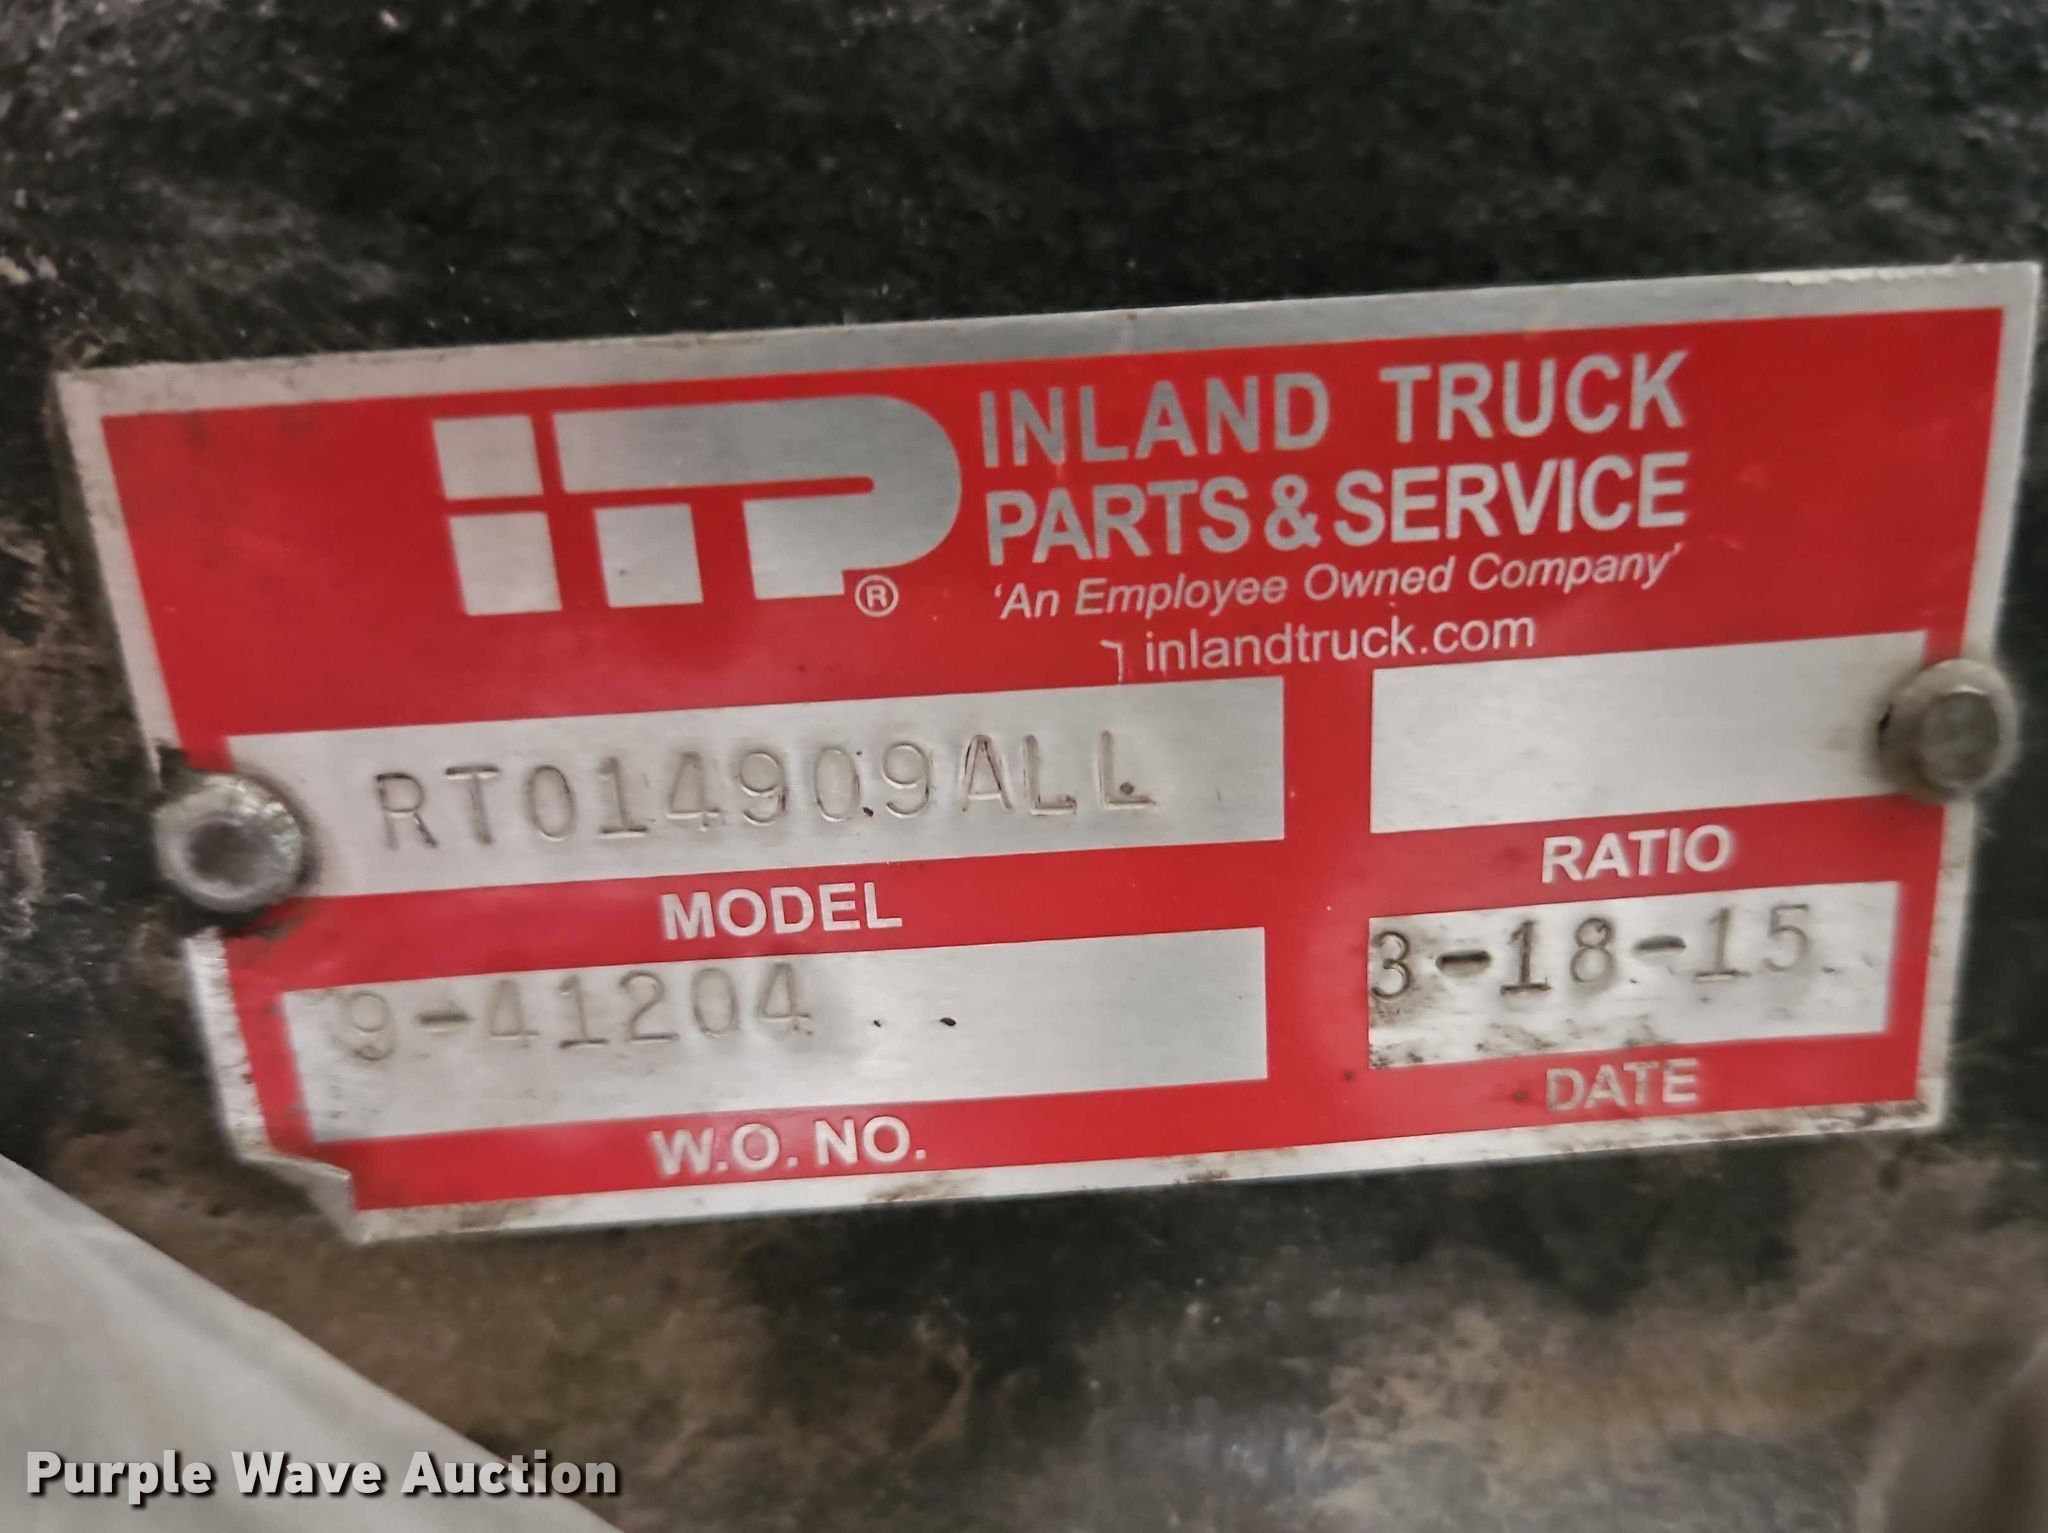 iTP®
INLAND TRUCK
PARTS & SERVICE
'An Employee Owned Company'
inlandtruck.com
RTO14909ALL
MODEL
RATIO
9-41204
W.O. NO.
3-18-15
DATE
Purple Wave Auction